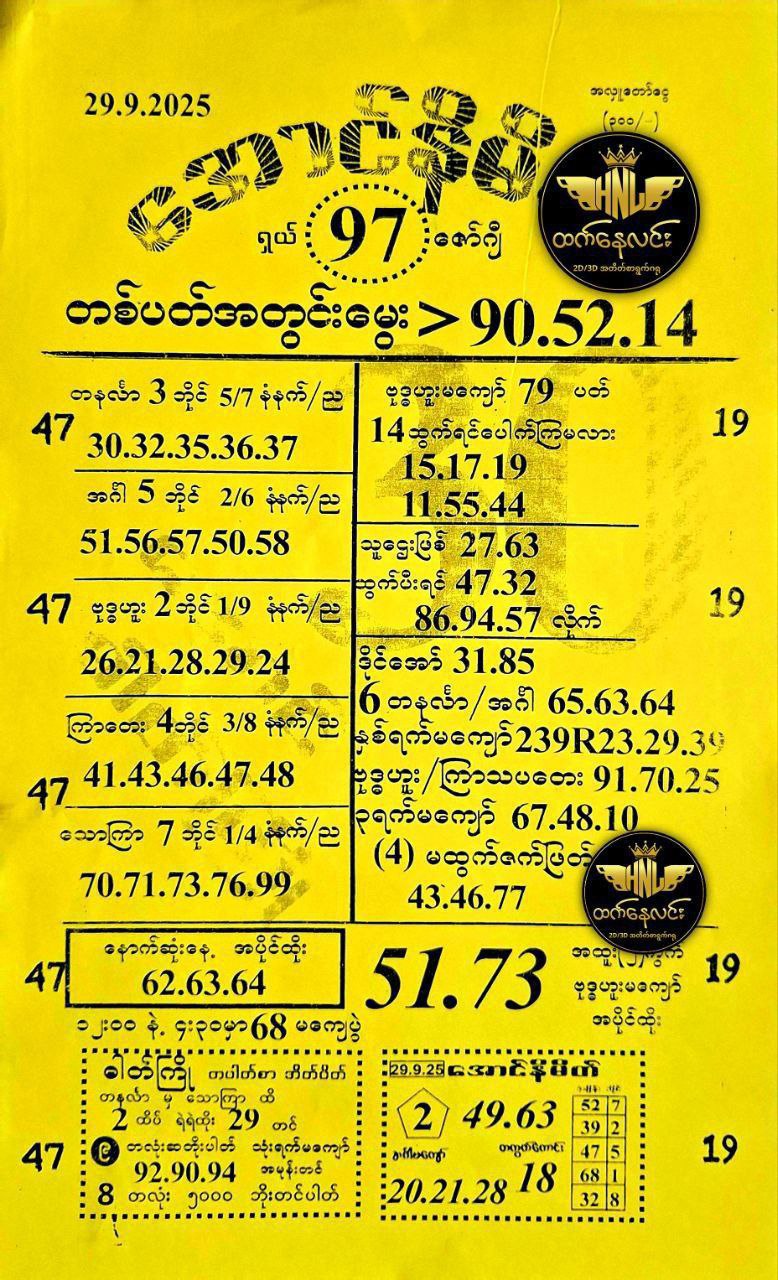 29.9.2025
အလှူတော်ငွေ
(၃၀၀/-)
အောင်နိမိ
HNL
ထက်နေလင်း
2D/3D အတိတ်စာရွက်ဂရု
ရှယ် 97 ဇော်ဂျီ
တစ်ပတ်အတွင်းမွေး > 90.52.14
တနင်္လာ 3 ဘိုင် 5/7 နံနက်/ည
47
30.32.35.36.37
အင်္ဂါ 5 ဘိုင် 2/6 နံနက်/ည
51.56.57.50.58
47
ဗုဒ္ဓဟူး 2 ဘိုင် 1/9 နံနက်/ည
26.21.28.29.24
ကြာတေး 4 ဘိုင် 3/8 နံနက်/ည
47
41.43.46.47.48
သောကြာ 7 ဘိုင် 1/4 နံနက်/ည
70.71.73.76.99
ဗုဒ္ဓဟူးမကျော် 79 ပတ်
19
14 ထွက်ရင်ပေါက်ကြမလား
15.17.19
11.55.44
သူဌေးဖြစ် 27.63
ထွက်ပီးရင် 47.32
19
86.94.57 လိုက်
ဒိုင်အော် 31.85
6 တနင်္လာ/အင်္ဂါ 65.63.64
နှစ်ရက်မကျော် 239R23.29.39
ဗုဒ္ဓဟူး/ကြာသပတေး 91.70.25
၃ရက်မကျော် 67.48.10
(4) မထွက်ဇက်ဖြတ်
43.46.77
HNL
ထက်နေလင်း
2D/3D အတိတ်စာရွက်ဂရု
နောက်ဆုံးနေ့ အပိုင်ထိုး
47
62.63.64
51.73
အထူး(၂)ကွက်
ဗုဒ္ဓဟူးမကျော်
အပိုင်ထိုး
19
၁၂:၀၀ နဲ့ ၄:၃၀မှာ 68 မကျေပွဲ
ဓါတ်ကြို တပါတ်စာ အိတ်ပိတ်
တနင်္လာ မှ သောကြာ ထိ
2 ထိပ် ရဲရဲထိုး 29 တင်
47
၉ တလုံးဆတိုးပါတ် သုံးရက်မကျော်
92.90.94 အမုန်းတင်
8 တလုံး ၅၀၀၀ ဘိုးတင်ပါတ်
29.9.25 အောင်နိမိတ်
2 49.63
အင်္ဂါမကျော်
တကွက်ကောင်း
20.21.28 18
52 7
39 2
47 5
68 1
32 8
19